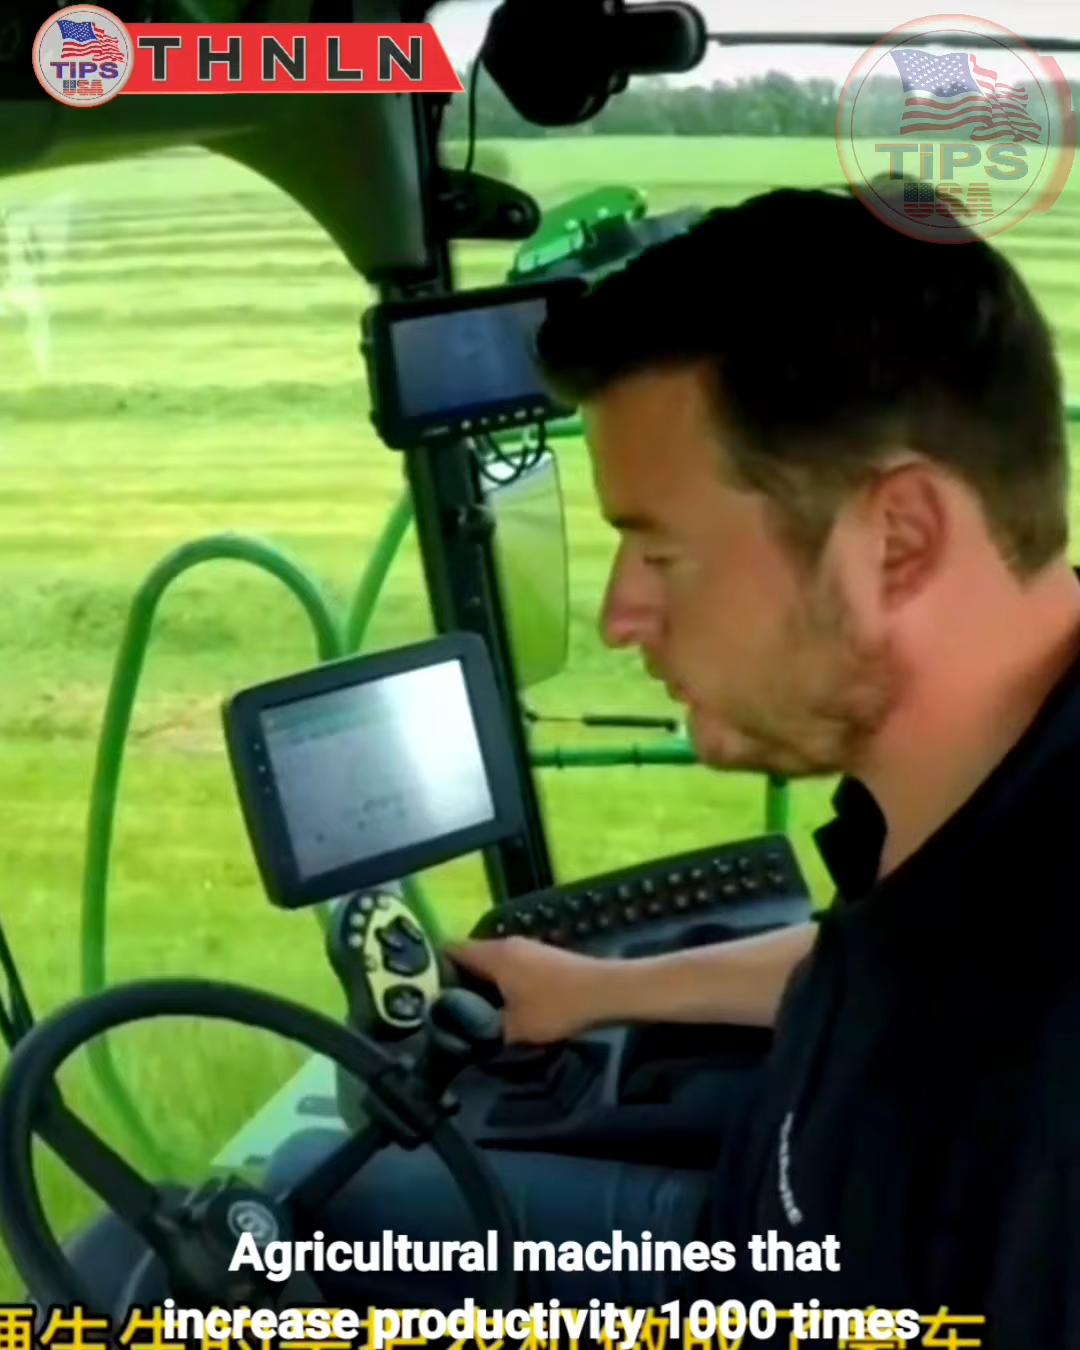 TiPS
USA
THNLN
TiPS
USA
Agricultural machines that
increase productivity 1000 times